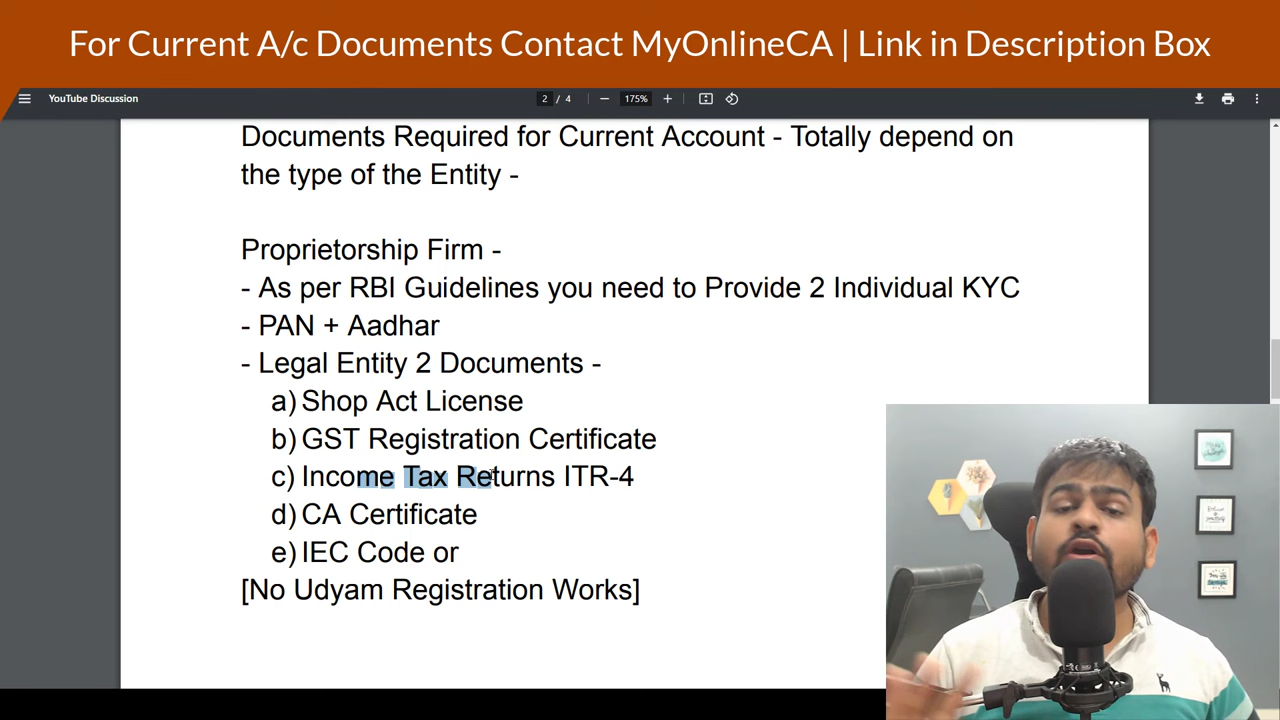 For Current A/c Documents Contact MyOnlineCA | Link in Description Box
YouTube Discussion
2 / 4
175%
Documents Required for Current Account - Totally depend on
the type of the Entity -
Proprietorship Firm -
- As per RBI Guidelines you need to Provide 2 Individual KYC
- PAN + Aadhar
- Legal Entity 2 Documents -
a) Shop Act License
b) GST Registration Certificate
c) Income Tax Returns ITR-4
d) CA Certificate
e) IEC Code or
[No Udyam Registration Works]